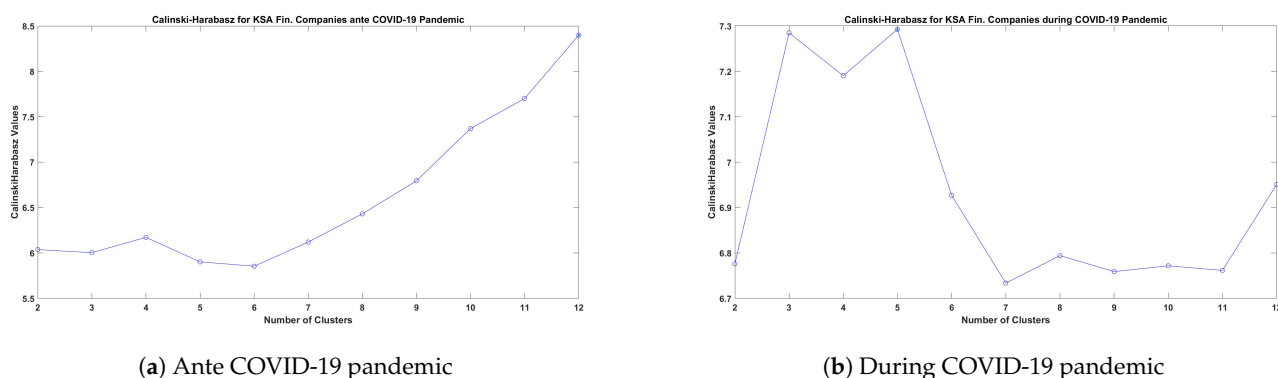 Calinski-Harabasz for KSA Fin. Companies ante COVID-19 Pandemic
8.5
8
7.5
7
6.5
6
5.5
CalinskiHarabasz Values
2 3 4 5 6 7 8 9 10 11 12
Number of Clusters
(a) Ante COVID-19 pandemic
Calinski-Harabasz for KSA Fin. Companies during COVID-19 Pandemic
7.3
7.2
7.1
7
6.9
6.8
6.7
CalinskiHarabasz Values
2 3 4 5 6 7 8 9 10 11 12
Number of Clusters
(b) During COVID-19 pandemic